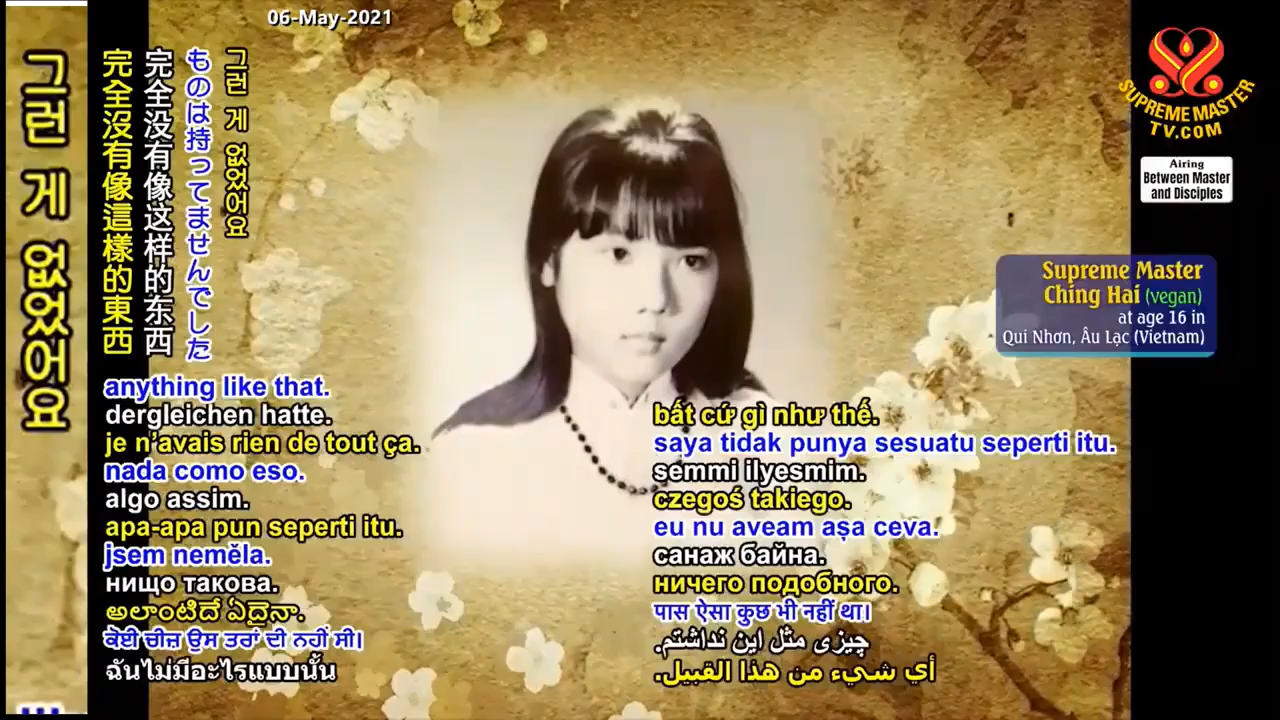 06-May-2021
그런 게 없었어요
完全沒有像這樣的東西
完全没有像这样的东西
ものは持ってませんでした
그런 게 없었어요
SUPREME MASTER
TV.COM
Airing
Between Master
and Disciples
Supreme Master
Ching Hai (vegan)
at age 16 in
Qui Nhơn, Âu Lạc (Vietnam)
anything like that.
dergleichen hatte.
je n'avais rien de tout ça.
nada como eso.
algo assim.
apa-apa pun seperti itu.
jsem neměla.
нищо такова.
అలాంటిదే ఏదైనా.
ਕੋਈ ਚੀਜ਼ ਉਸ ਤਰਾਂ ਦੀ ਨਹੀਂ ਸੀ।
ฉันไม่มีอะไรแบบนั้น
bất cứ gì như thế.
saya tidak punya sesuatu seperti itu.
semmi ilyesmim.
czegoś takiego.
eu nu aveam așa ceva.
санаж байна.
ничего подобного.
पास ऐसा कुछ भी नहीं था।
چیزی مثل این نداشتم.
أي شيء من هذا القبيل.